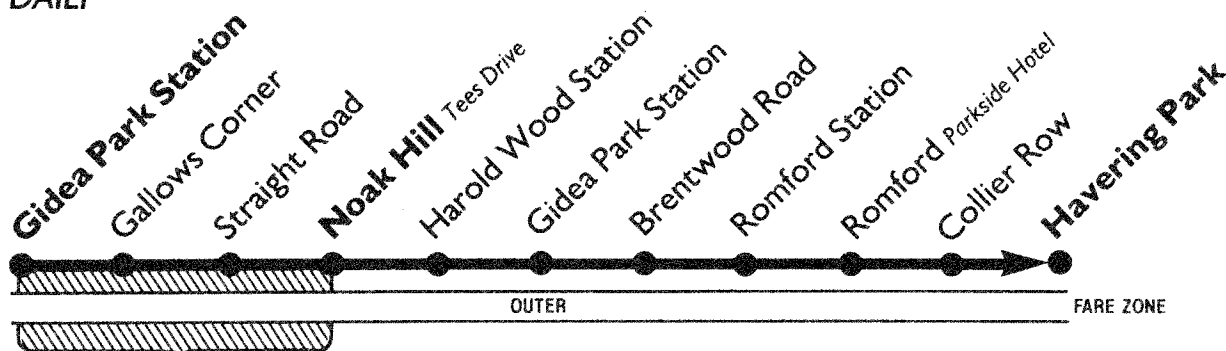 DAILY
Gidea Park Station
Gallows Corner
Straight Road
Noak Hill Tees Drive
Harold Wood Station
Gidea Park Station
Brentwood Road
Romford Station
Romford Parkside Hotel
Collier Row
Havering Park
OUTER
FARE ZONE